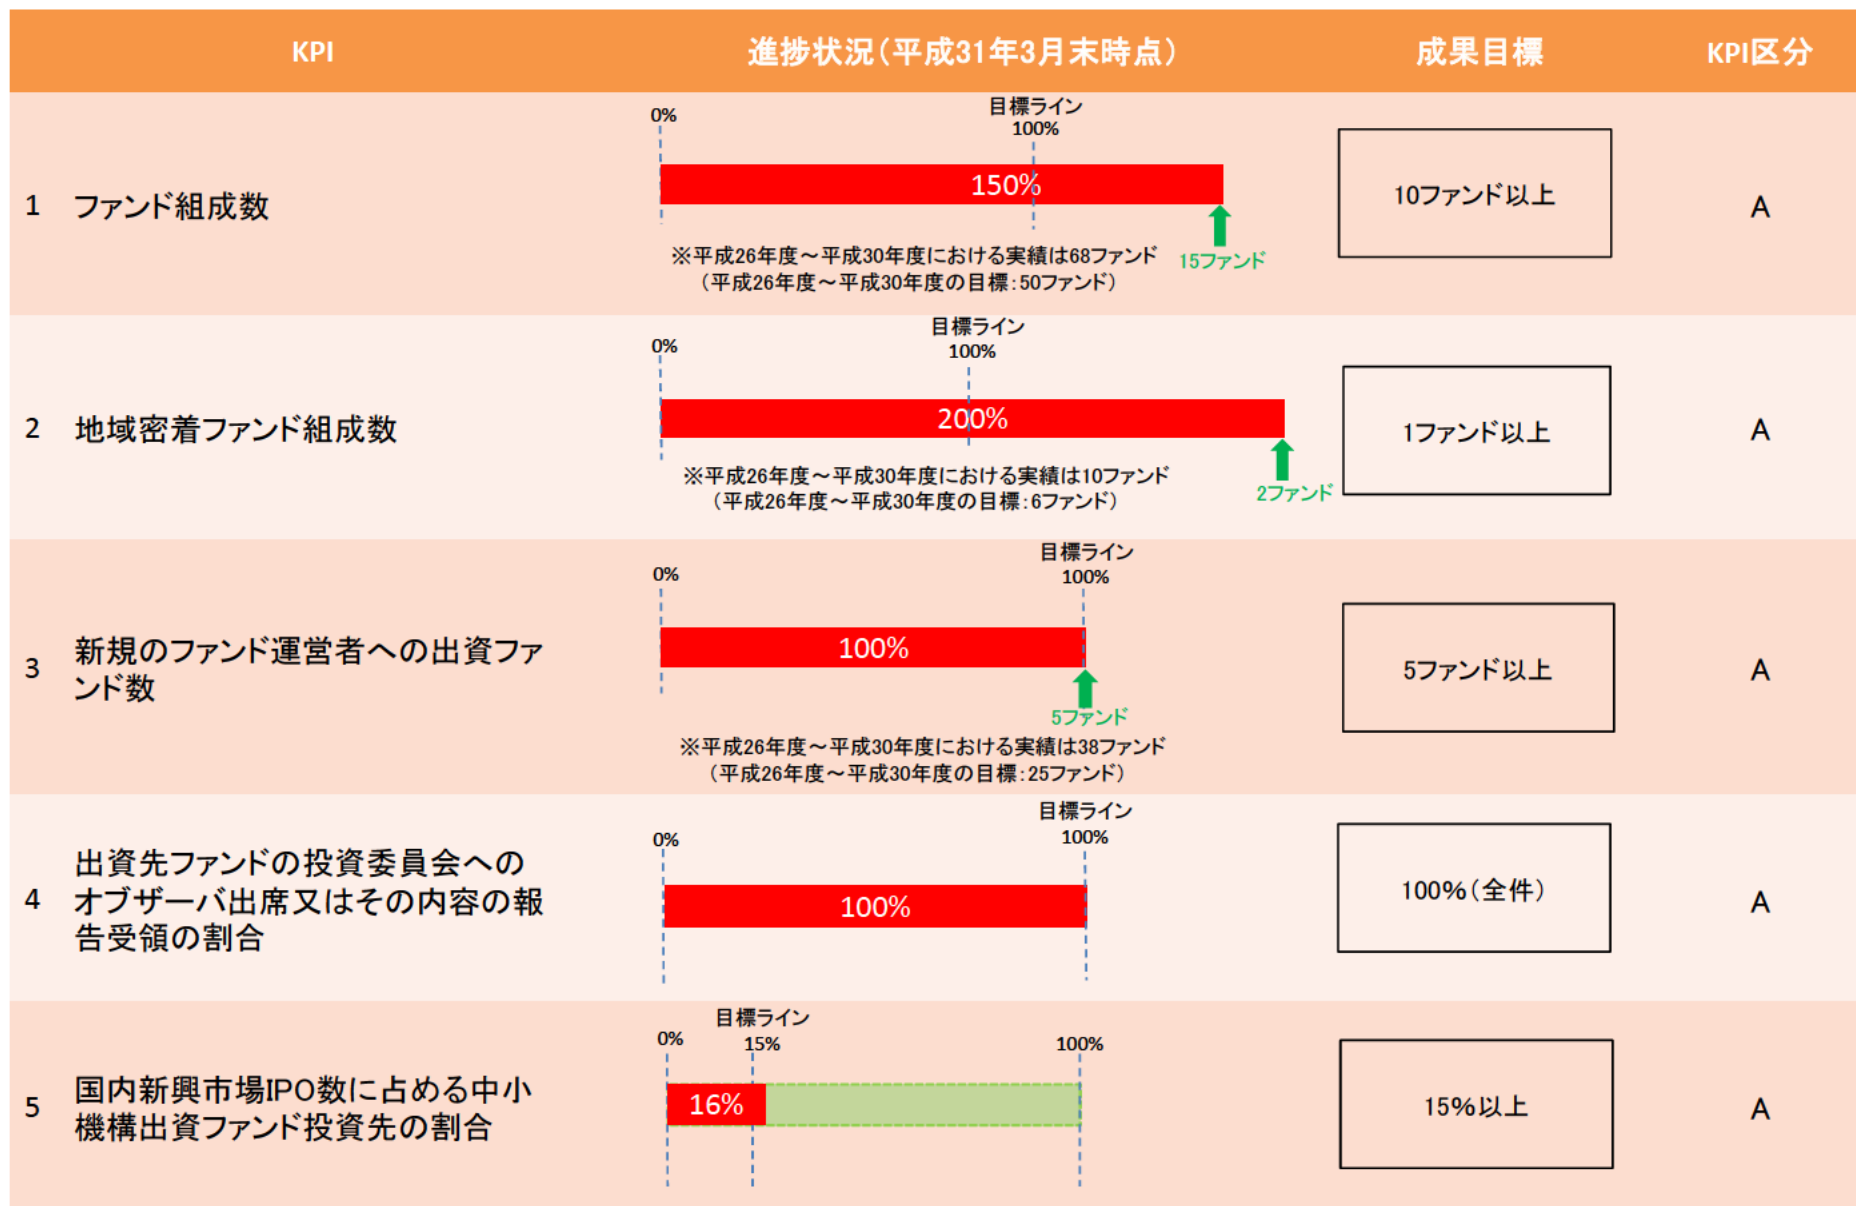 KPI
進捗状況（平成31年3月末時点）
成果目標
KPI区分
1
ファンド組成数
0%
目標ライン
100%
150%
15ファンド
※平成26年度～平成30年度における実績は68ファンド
（平成26年度～平成30年度の目標：50ファンド）
10ファンド以上
A
2
地域密着ファンド組成数
0%
目標ライン
100%
200%
2ファンド
※平成26年度～平成30年度における実績は10ファンド
（平成26年度～平成30年度の目標：6ファンド）
1ファンド以上
A
3
新規のファンド運営者への出資ファ
ンド数
0%
目標ライン
100%
100%
5ファンド
※平成26年度～平成30年度における実績は38ファンド
（平成26年度～平成30年度の目標：25ファンド）
5ファンド以上
A
4
出資先ファンドの投資委員会への
オブザーバ出席又はその内容の報
告受領の割合
0%
目標ライン
100%
100%
100%（全件）
A
5
国内新興市場IPO数に占める中小
機構出資ファンド投資先の割合
0%
目標ライン
15%
100%
16%
15%以上
A